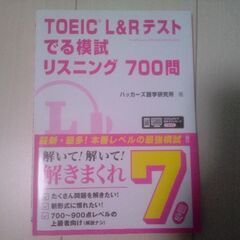 TOEIC® L&Rテスト
でる模試
リスニング 700問
ハッカーズ語学研究所 著
最新・最多!本番レベルの最強模試!!
解いて!解いて!
解きまくれ
7
たくさん問題を解きたい!
新形式に慣れたい!
700〜900点レベルの
上級者向け(解説ナシ)